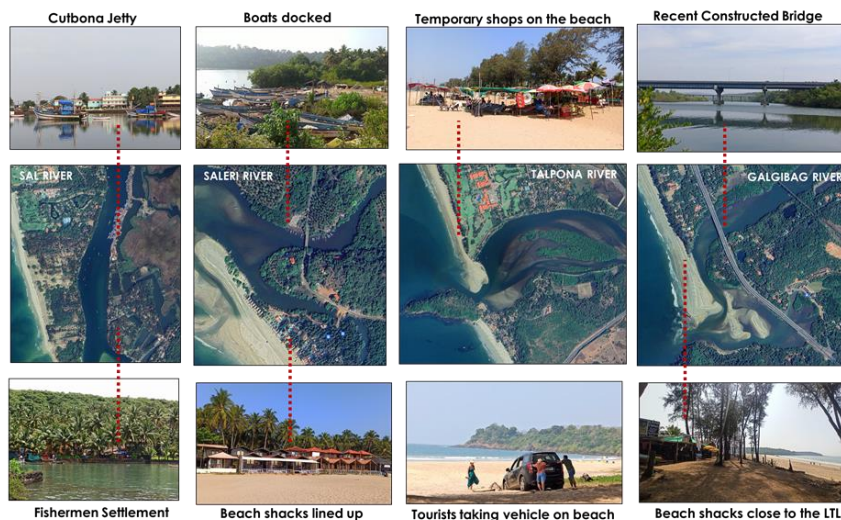 Cutbona Jetty
Boats docked
Temporary shops on the beach
Recent Constructed Bridge
SAL RIVER
SALERI RIVER
TALPONA RIVER
GALGIBAG RIVER
Fishermen Settlement
Beach shacks lined up
Tourists taking vehicle on beach
Beach shacks close to the LTL